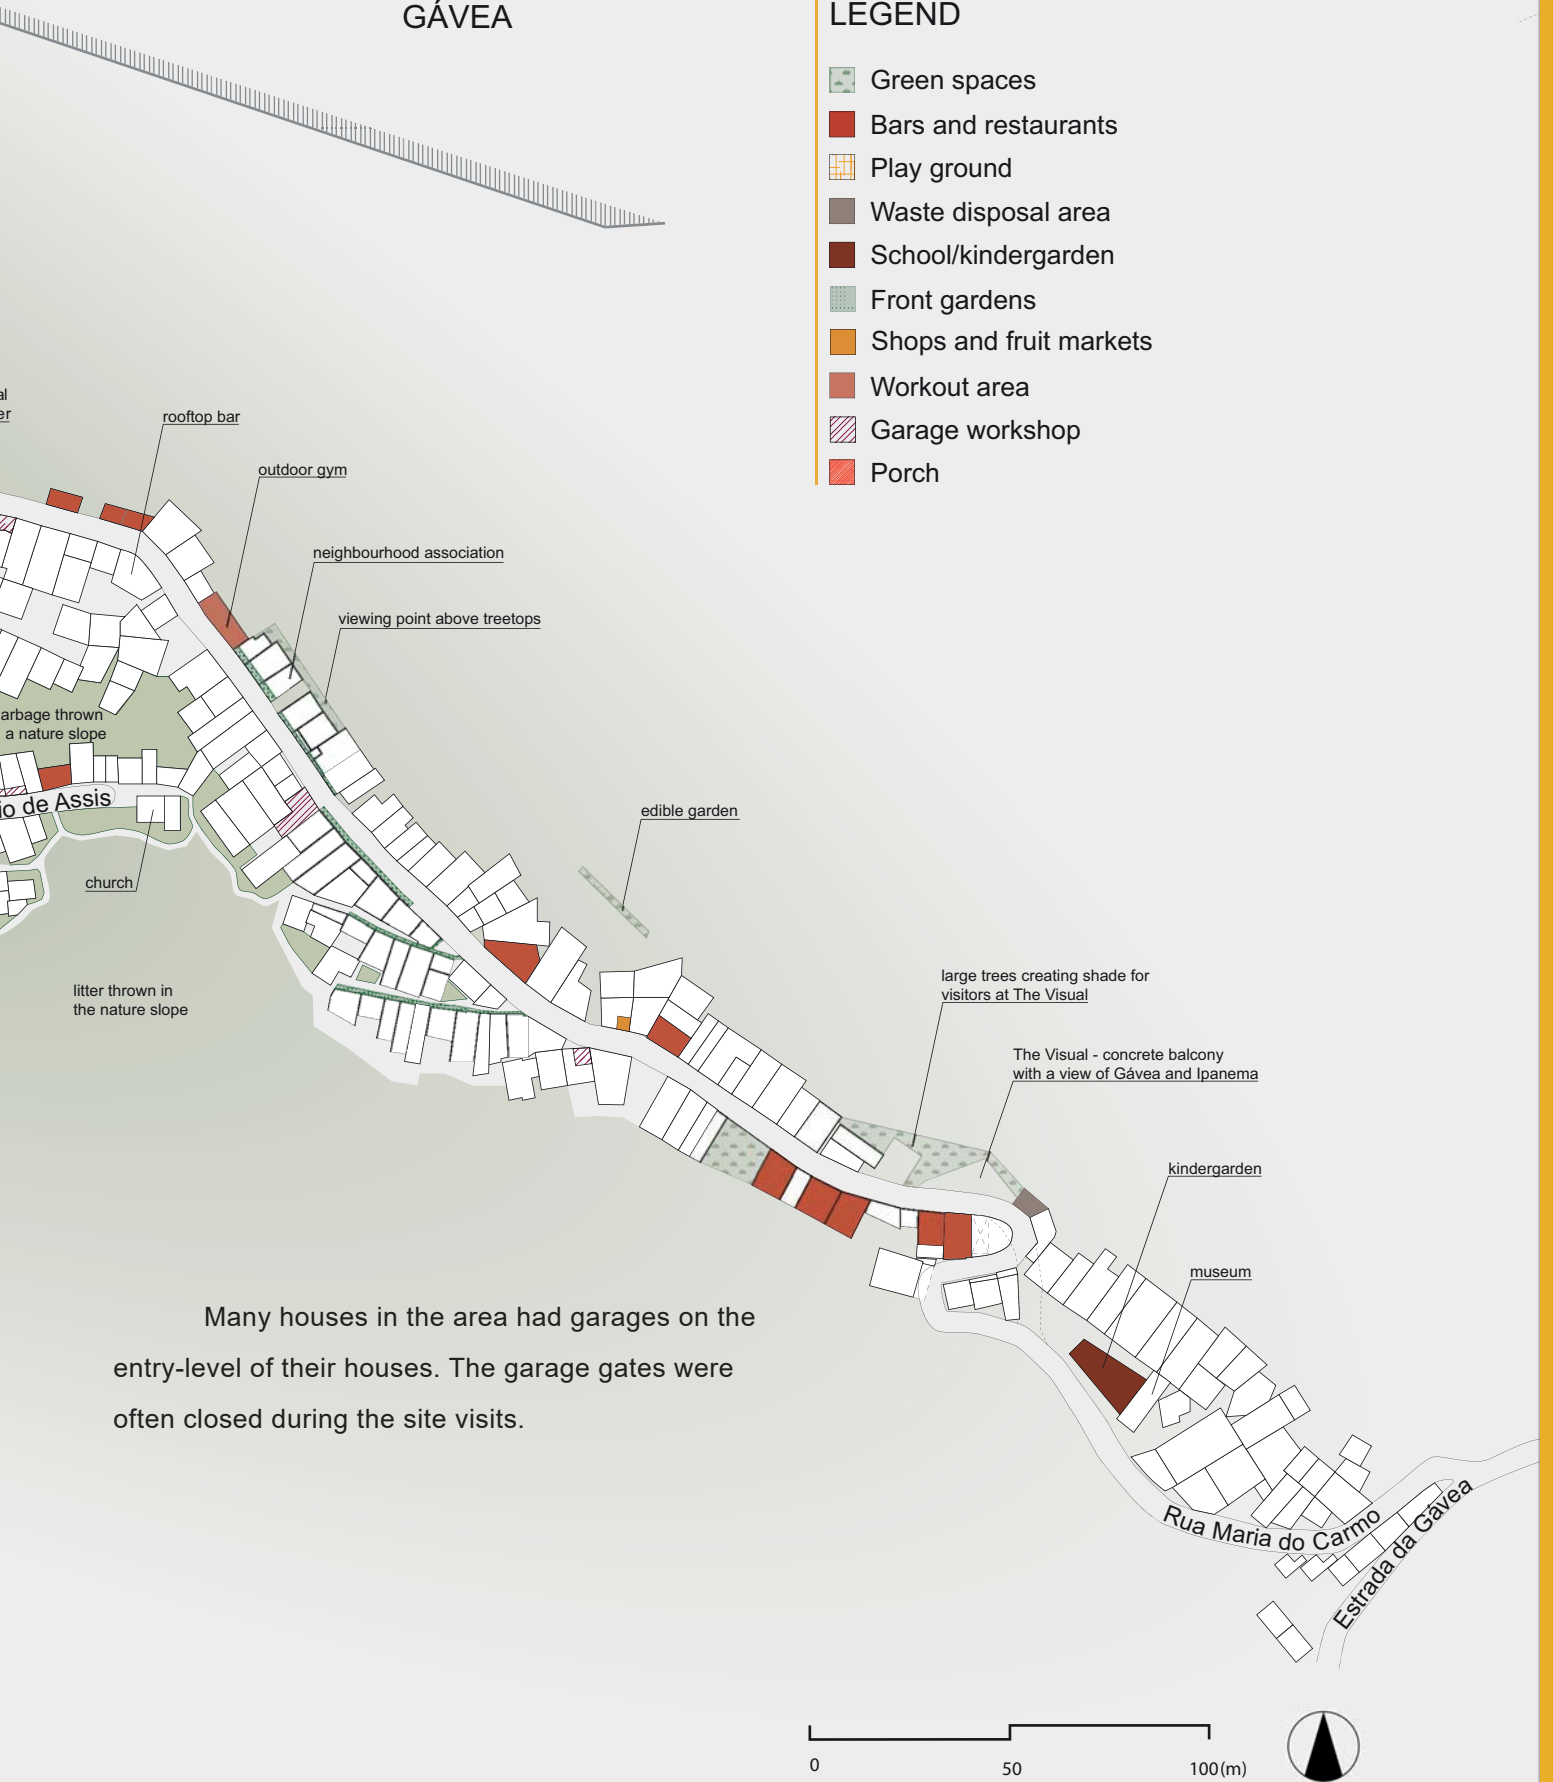 GÁVEA
LEGEND
Green spaces
Bars and restaurants
Play ground
Waste disposal area
School/kindergarden
Front gardens
Shops and fruit markets
Workout area
Garage workshop
Porch
al
er
rooftop bar
outdoor gym
neighbourhood association
viewing point above treetops
arbage thrown
a nature slope
io de Assis
church
edible garden
litter thrown in
the nature slope
large trees creating shade for
visitors at The Visual
The Visual - concrete balcony
with a view of Gávea and Ipanema
kindergarden
museum
Many houses in the area had garages on the
entry-level of their houses. The garage gates were
often closed during the site visits.
Rua Maria do Carmo
Estrada da Gávea
0 50 100(m)